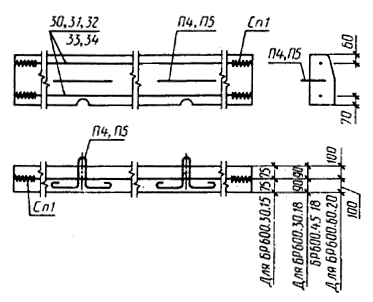 30, 31, 32
33, 34
П4, П5
Сп1
П4, П5
60
70
П4, П5
Сп1
75 75
Для БР600.30.15
90 90
Для БР600.30.18
БР600.45.18
100
100
Для БР600.60.20